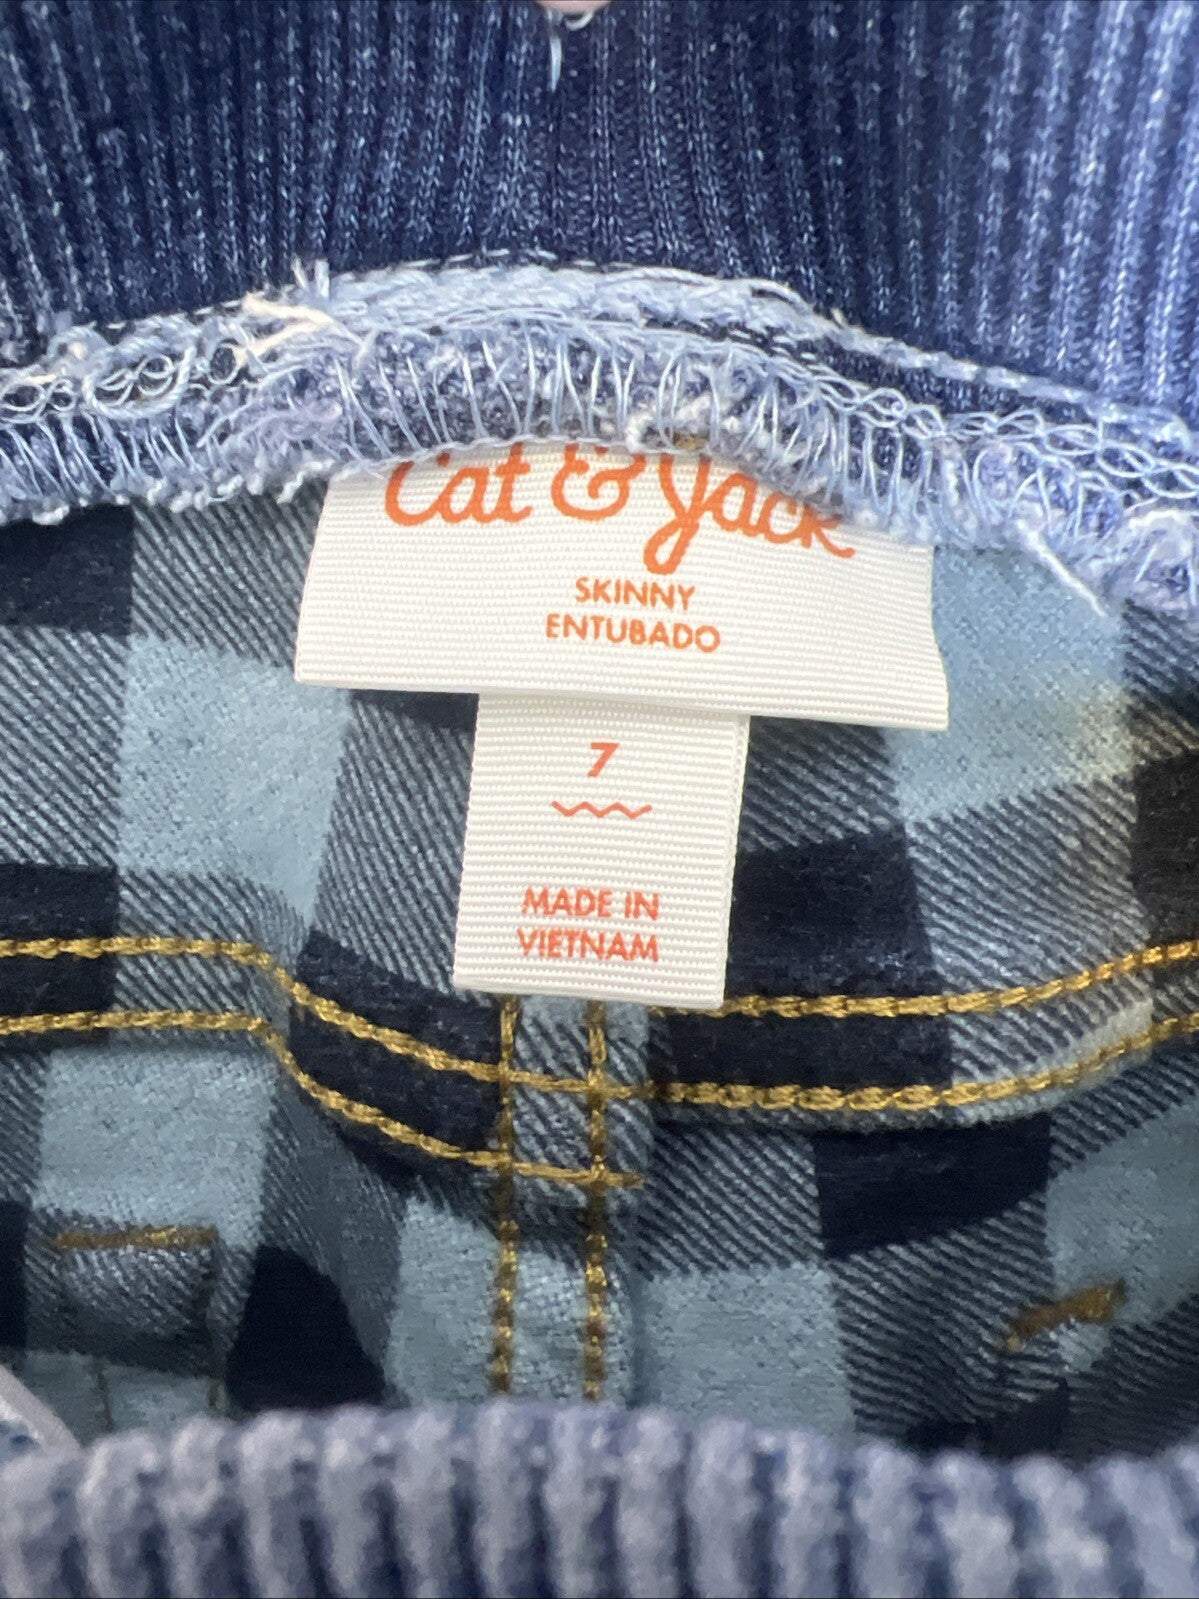 Cat & Jack
SKINNY
ENTUBADO
7
MADE IN
VIETNAM